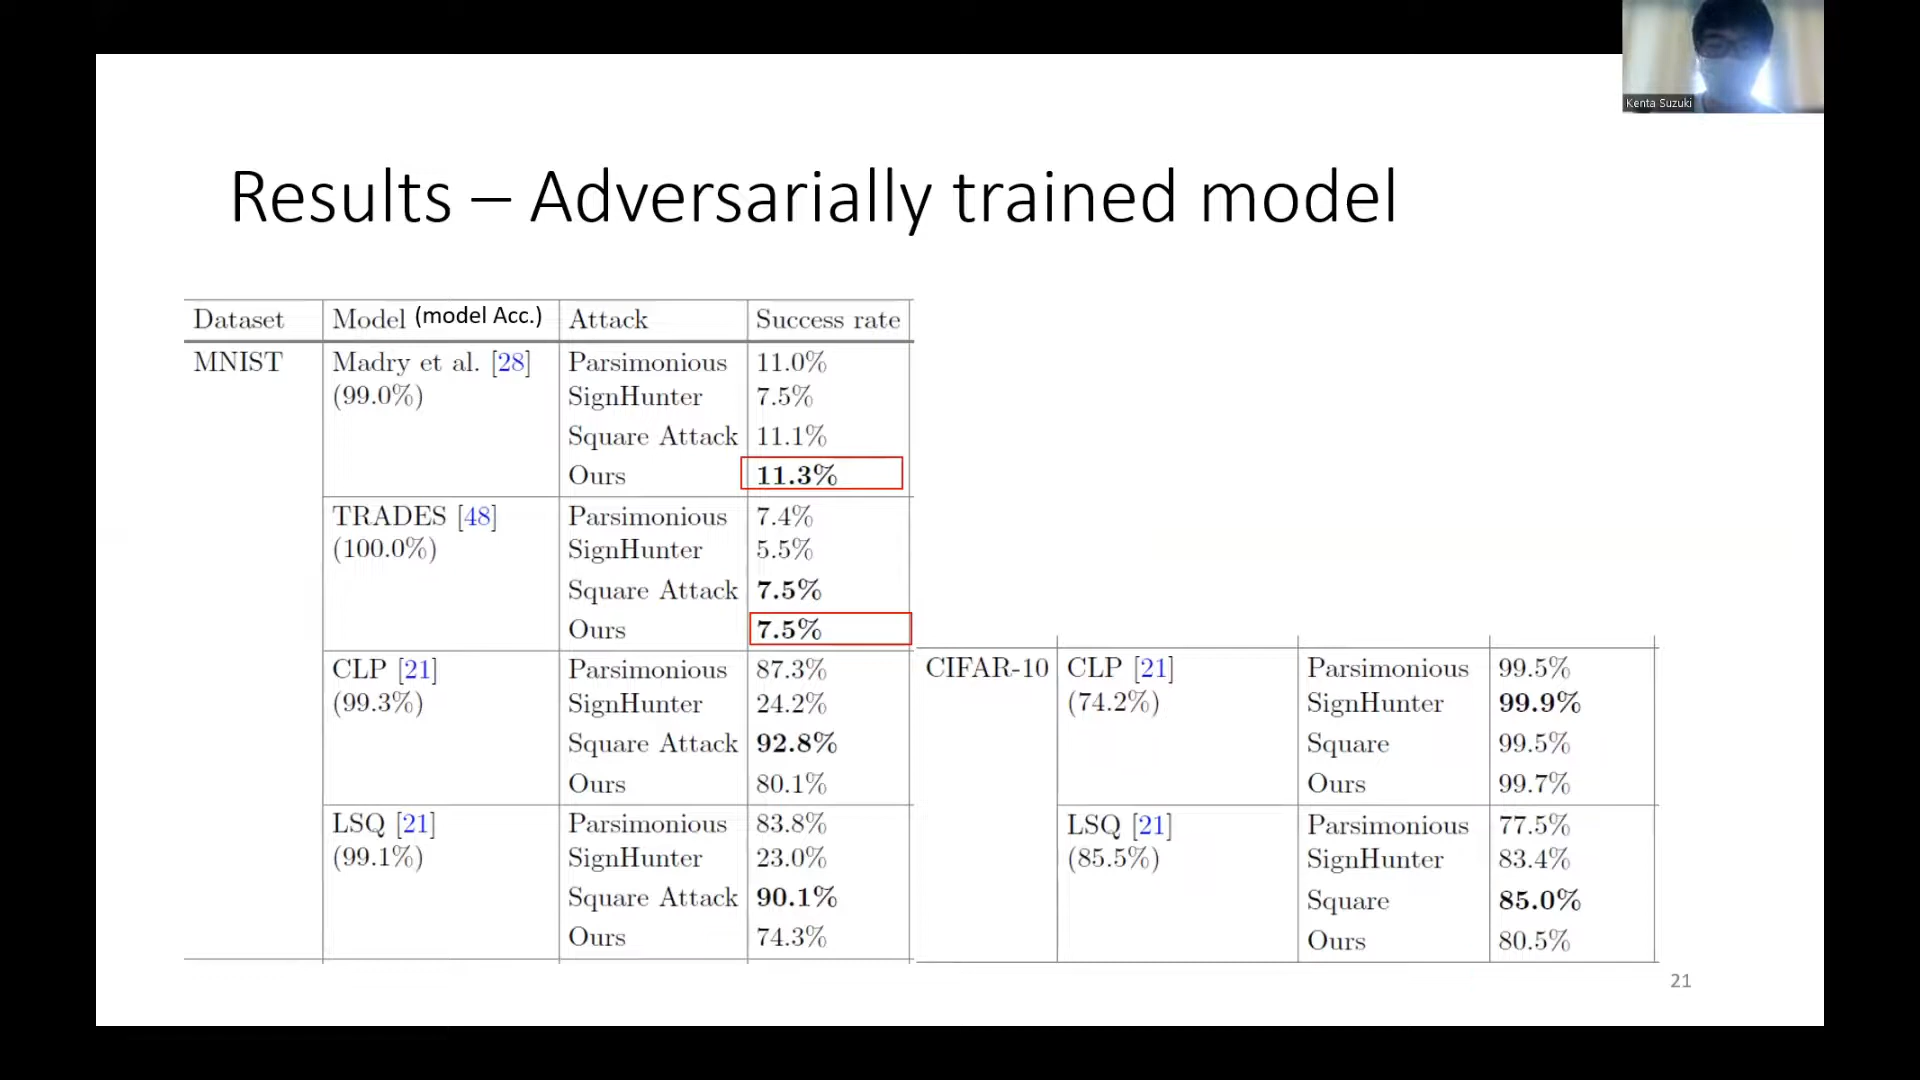 Kenta Suzuki
Results – Adversarially trained model
Dataset Model (model Acc.) Attack Success rate
MNIST Madry et al. [28] Parsimonious 11.0%
(99.0%) SignHunter 7.5%
Square Attack 11.1%
Ours 11.3%
TRADES [48] Parsimonious 7.4%
(100.0%) SignHunter 5.5%
Square Attack 7.5%
Ours 7.5%
CLP [21] Parsimonious 87.3%
(99.3%) SignHunter 24.2%
Square Attack 92.8%
Ours 80.1%
LSQ [21] Parsimonious 83.8%
(99.1%) SignHunter 23.0%
Square Attack 90.1%
Ours 74.3%
CIFAR-10 CLP [21] Parsimonious 99.5%
(74.2%) SignHunter 99.9%
Square 99.5%
Ours 99.7%
LSQ [21] Parsimonious 77.5%
(85.5%) SignHunter 83.4%
Square 85.0%
Ours 80.5%
21